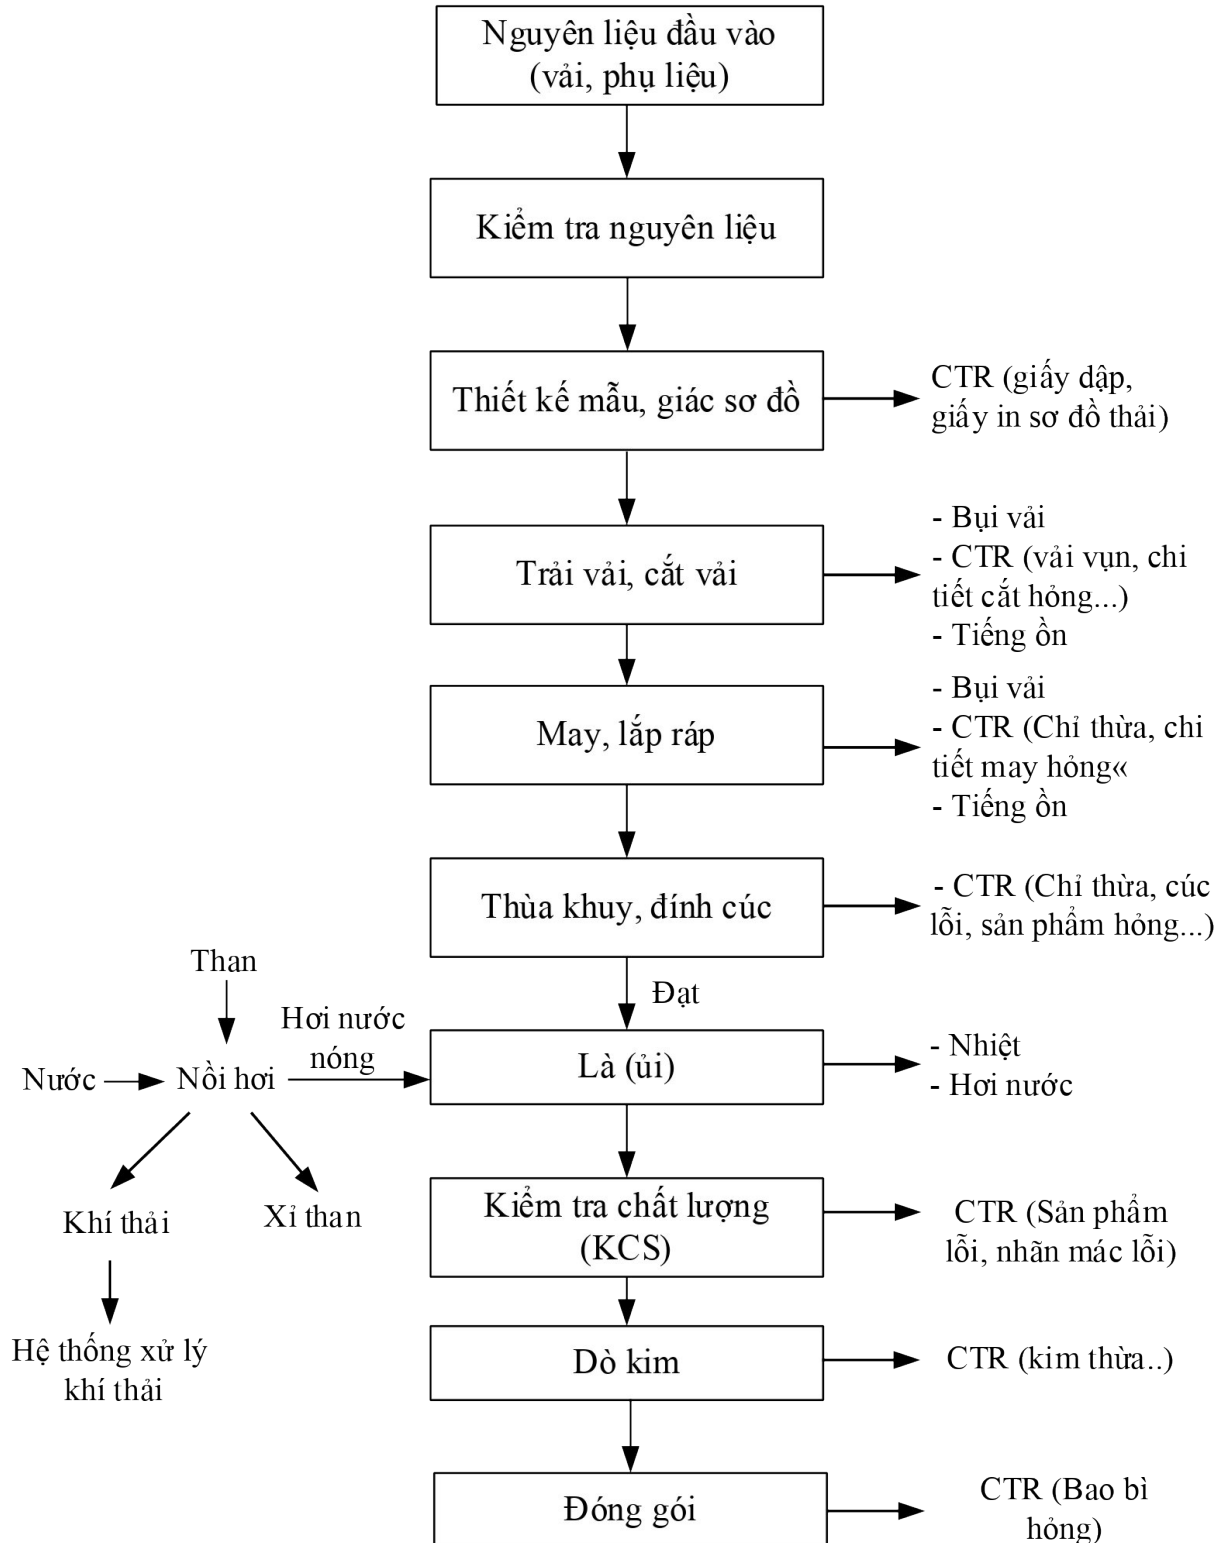 Nguyên liệu đầu vào
(vải, phụ liệu)
Kiểm tra nguyên liệu
Thiết kế mẫu, giác sơ đồ
CTR (giấy dập,
giấy in sơ đồ thải)
Trải vải, cắt vải
- Bụi vải
- CTR (vải vụn, chi
tiết cắt hỏng...)
- Tiếng ồn
May, lắp ráp
- Bụi vải
- CTR (Chỉ thừa, chi
tiết may hỏng«
- Tiếng ồn
Thùa khuy, đính cúc
- CTR (Chỉ thừa, cúc
lỗi, sản phẩm hỏng...)
Đạt
Than
Hơi nước
nóng
Nước
Nồi hơi
Là (ủi)
- Nhiệt
- Hơi nước
Khí thải
Xỉ than
Hệ thống xử lý
khí thải
Kiểm tra chất lượng
(KCS)
CTR (Sản phẩm
lỗi, nhãn mác lỗi)
Dò kim
CTR (kim thừa..)
Đóng gói
CTR (Bao bì
hỏng)